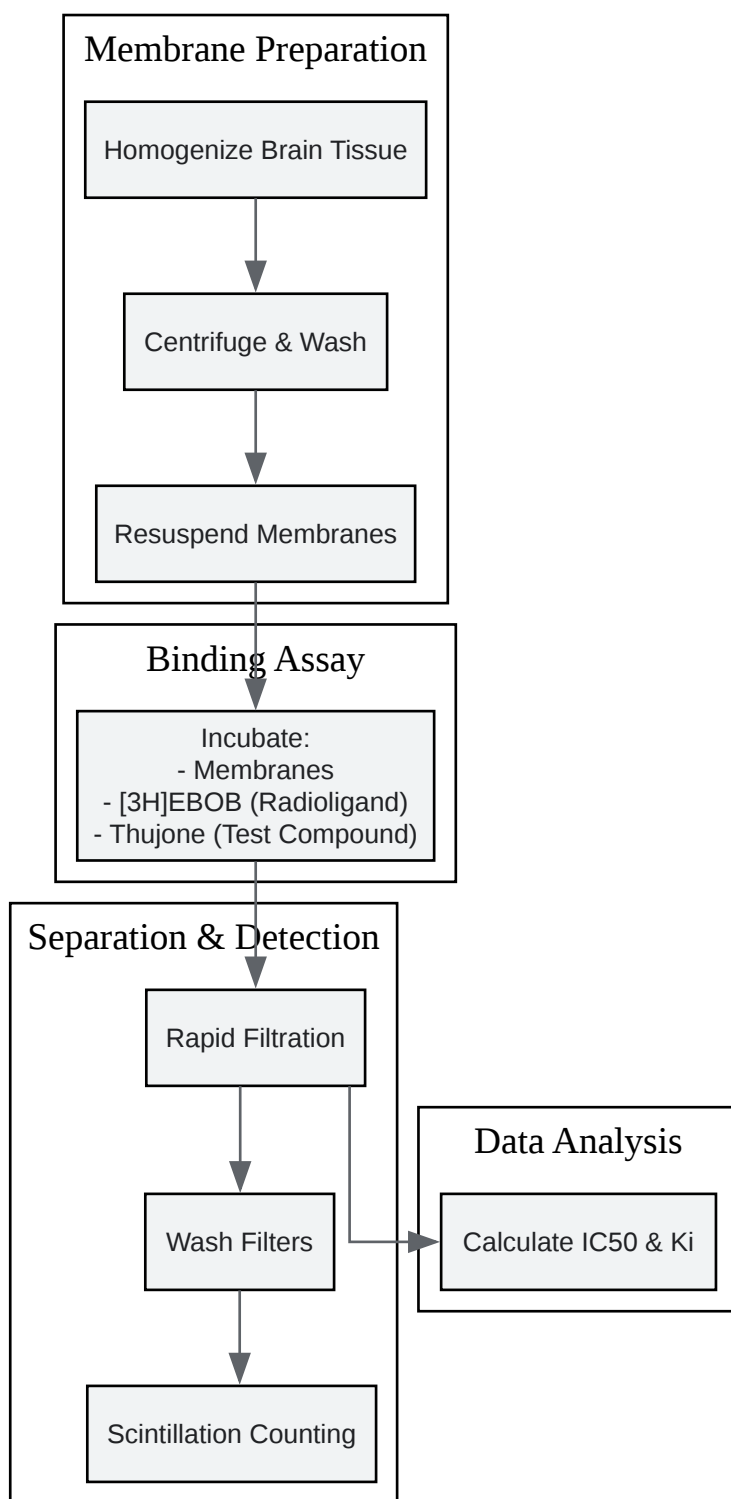 Membrane Preparation
Homogenize Brain Tissue
Centrifuge & Wash
Resuspend Membranes
Binding Assay
Incubate:
- Membranes
- [3H]EBOB (Radioligand)
- Thujone (Test Compound)
Separation & Detection
Rapid Filtration
Wash Filters
Scintillation Counting
Data Analysis
Calculate IC50 & Ki